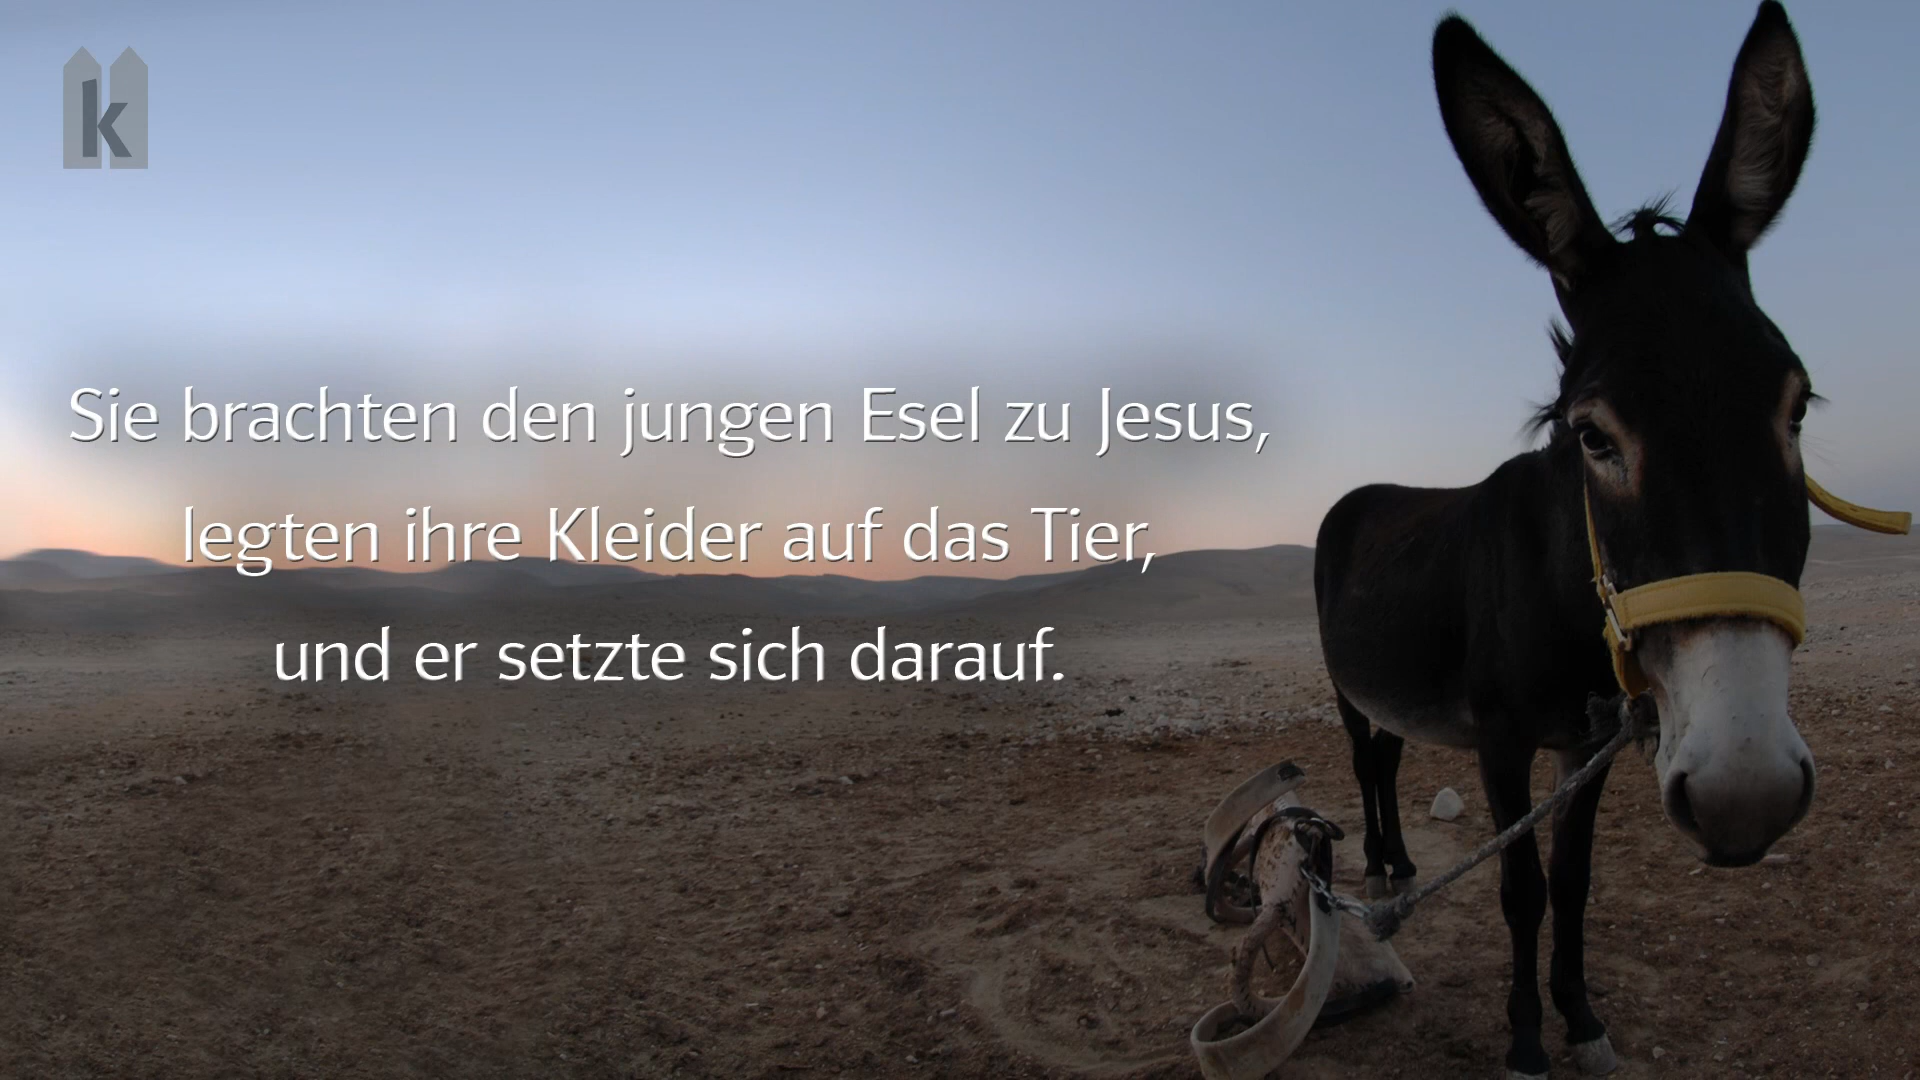 k
Sie brachten den jungen Esel zu Jesus,
legten ihre Kleider auf das Tier,
und er setzte sich darauf.